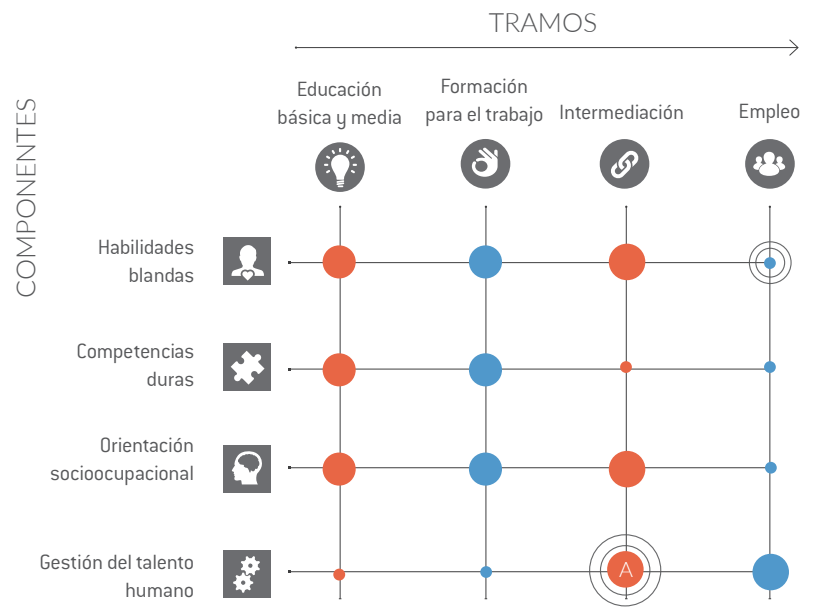 TRAMOS
Educación
básica y media
Formación
para el trabajo
Intermediación
Empleo
COMPONENTES
Habilidades
blandas
Competencias
duras
Orientación
socioocupacional
Gestión del talento
humano
A